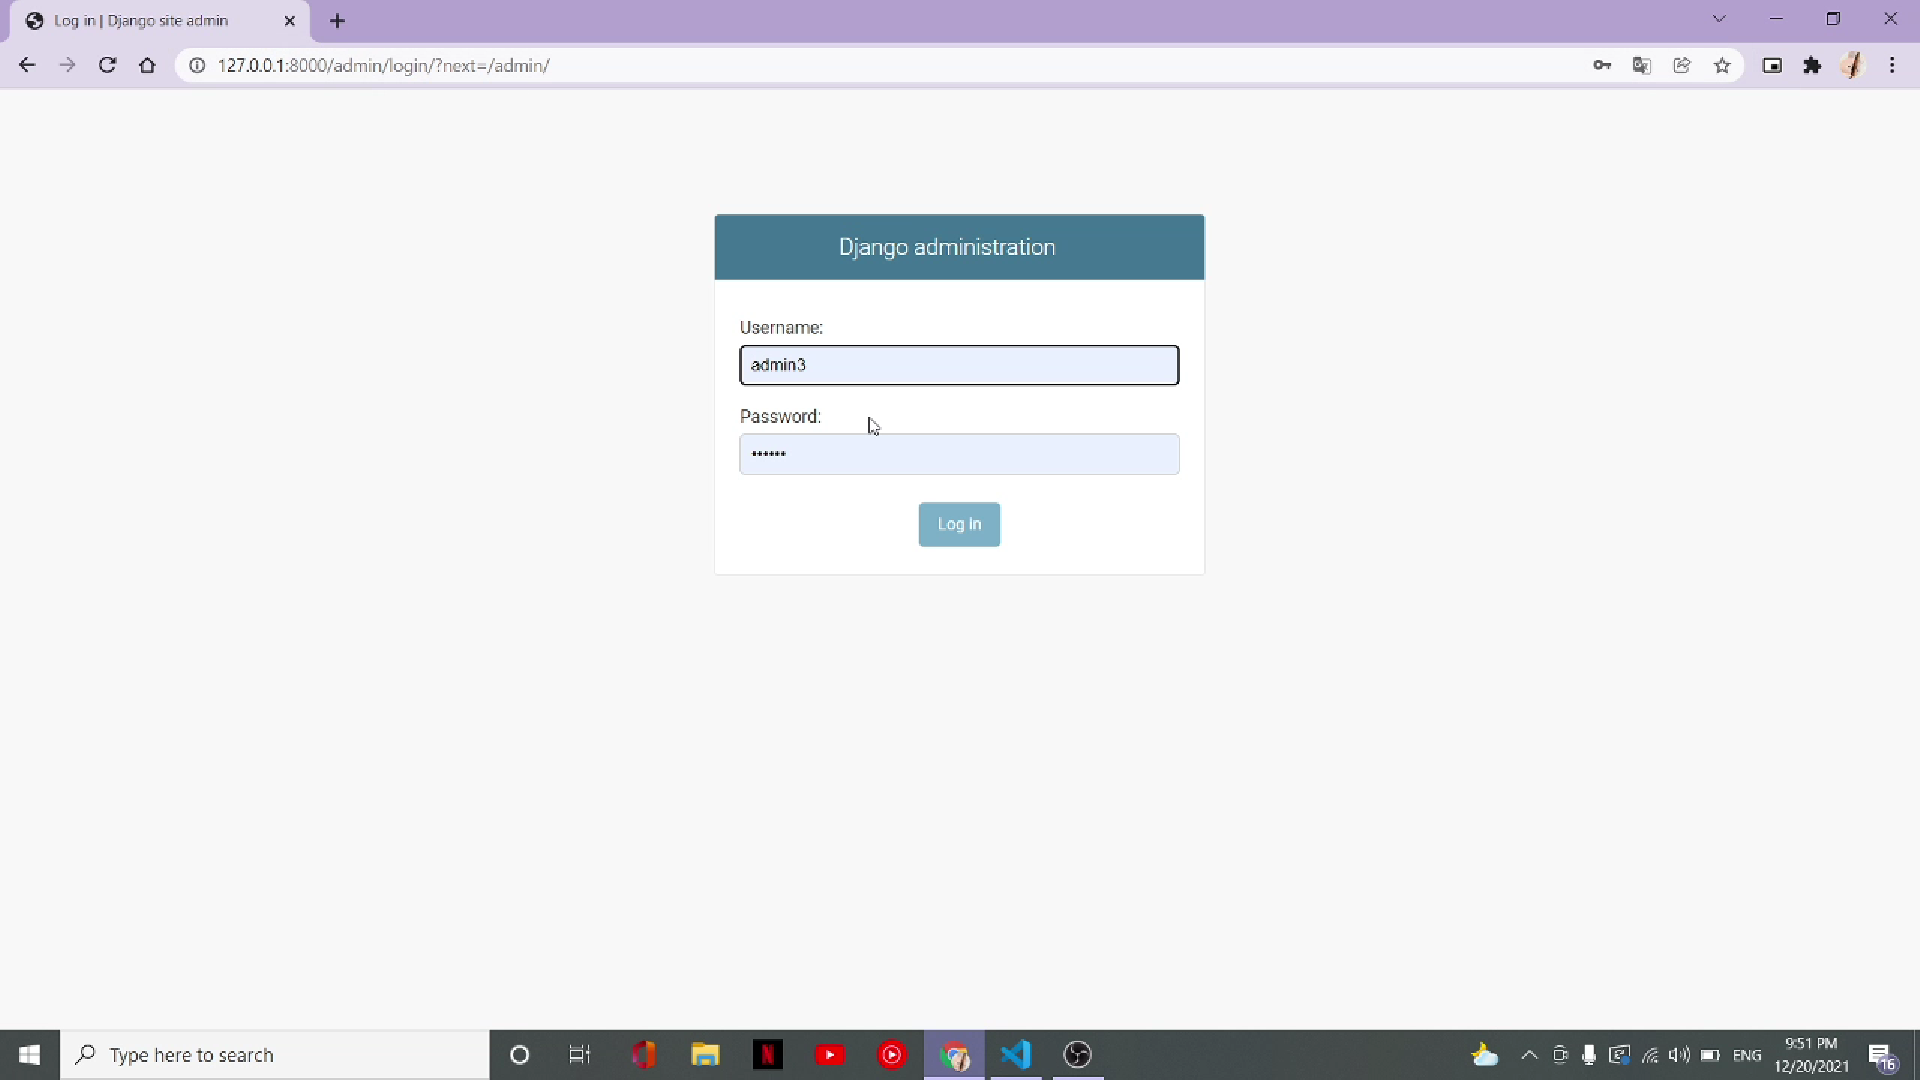 Log in | Django site admin
127.0.0.1:8000/admin/login/?next=/admin/
Django administration
Username:
admin3
Password:
••••••
Log In
Type here to search
N
ENG
9:51 PM
12/20/2021
16